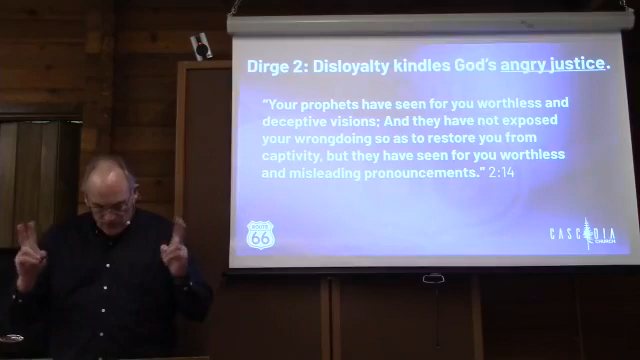 Dirge 2: Disloyalty kindles God's angry justice.
"Your prophets have seen for you worthless and
deceptive visions; And they have not exposed
your wrongdoing so as to restore you from
captivity, but they have seen for you worthless
and misleading pronouncements." 2:14
ROUTE
66
CASCADIA
CHURCH